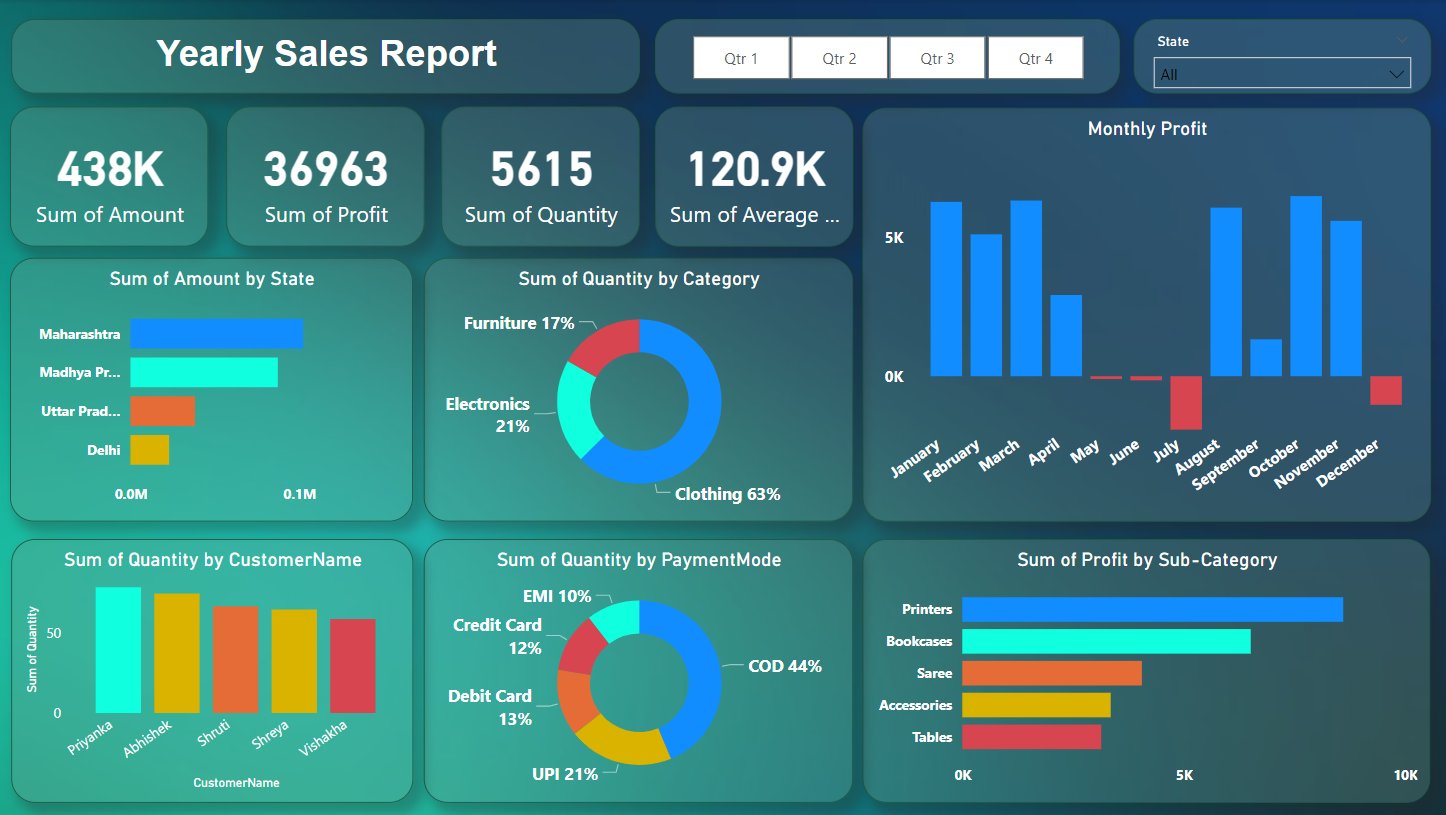 Yearly Sales Report
Qtr 1
Qtr 2
Qtr 3
Qtr 4
State
All
438K
Sum of Amount
36963
Sum of Profit
5615
Sum of Quantity
120.9K
Sum of Average ...
Monthly Profit
5K
0K
January
February
March
April
May
June
July
August
September
October
November
December
Sum of Amount by State
Maharashtra
Madhya Pr...
Uttar Prad...
Delhi
0.0M
0.1M
Sum of Quantity by Category
Furniture 17%
Electronics
21%
Clothing 63%
Sum of Quantity by CustomerName
Sum of Quantity
50
0
Priyanka
Abhishek
Shruti
Shreya
Vishakha
CustomerName
Sum of Quantity by PaymentMode
EMI 10%
Credit Card
12%
Debit Card
13%
UPI 21%
COD 44%
Sum of Profit by Sub-Category
Printers
Bookcases
Saree
Accessories
Tables
0K
5K
10K